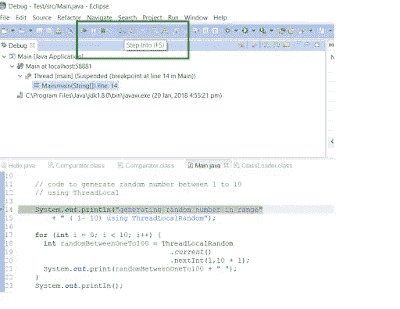 Debug - Test/src/Main.java - Eclipse
File Edit Source Refactor Navigate Search Project Run Window Help
Step Into (F5)
Debug
Main [Java Application]
Main at localhost:58881
Thread [main] (Suspended (breakpoint at line 14 in Main))
Main.main(String[]) line: 14
C:\Program Files\Java\jdk1.8.0\bin\javaw.exe (29 Jan, 2018 4:55:21 pm)
Hello.java Comparator.class Comparator.class Main.java ClassLoader.class
10
11 // code to generate random number between 1 to 10
12 // using ThreadLocal
13
14 System.out.println("generating random number in range"
15 + " ( 1- 10) using ThreadLocalRandom");
16
17 for (int i = 0; i < 10; i++) {
18 int randomBetweenOneTo100 = ThreadLocalRandom
19 .current()
20 .nextInt(1,10 + 1);
21 System.out.print(randomBetweenOneTo100 + " ");
22 }
23 System.out.println();